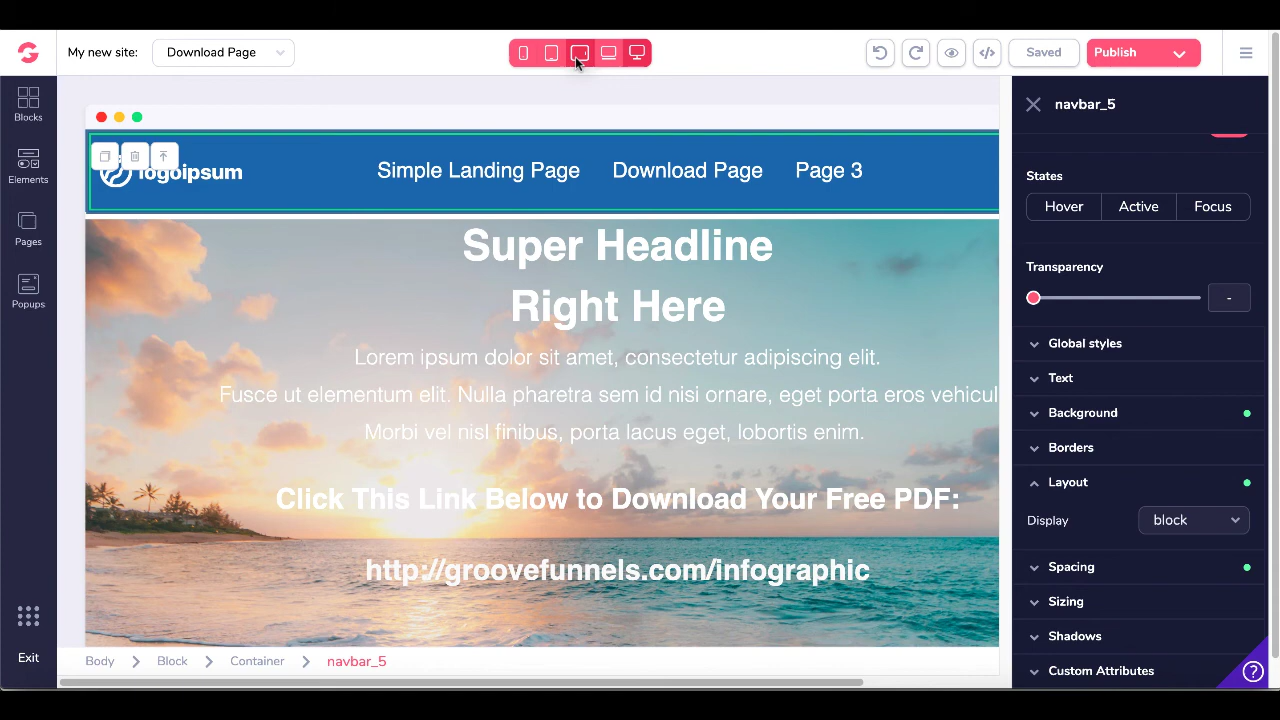 My new site:
Download Page
Saved
Publish
Blocks
Elements
Pages
Popups
Exit
logoipsum
Simple Landing Page
Download Page
Page 3
Super Headline
Right Here
Lorem ipsum dolor sit amet, consectetur adipiscing elit.
Fusce ut elementum elit. Nulla pharetra sem id nisi ornare, eget porta eros vehicul
Morbi vel nisl finibus, porta lacus eget, lobortis enim.
Click This Link Below to Download Your Free PDF:
http://groovefunnels.com/infographic
Body
Block
Container
navbar_5
navbar_5
States
Hover
Active
Focus
Transparency
-
Global styles
Text
Background
Borders
Layout
Display
block
Spacing
Sizing
Shadows
Custom Attributes
?